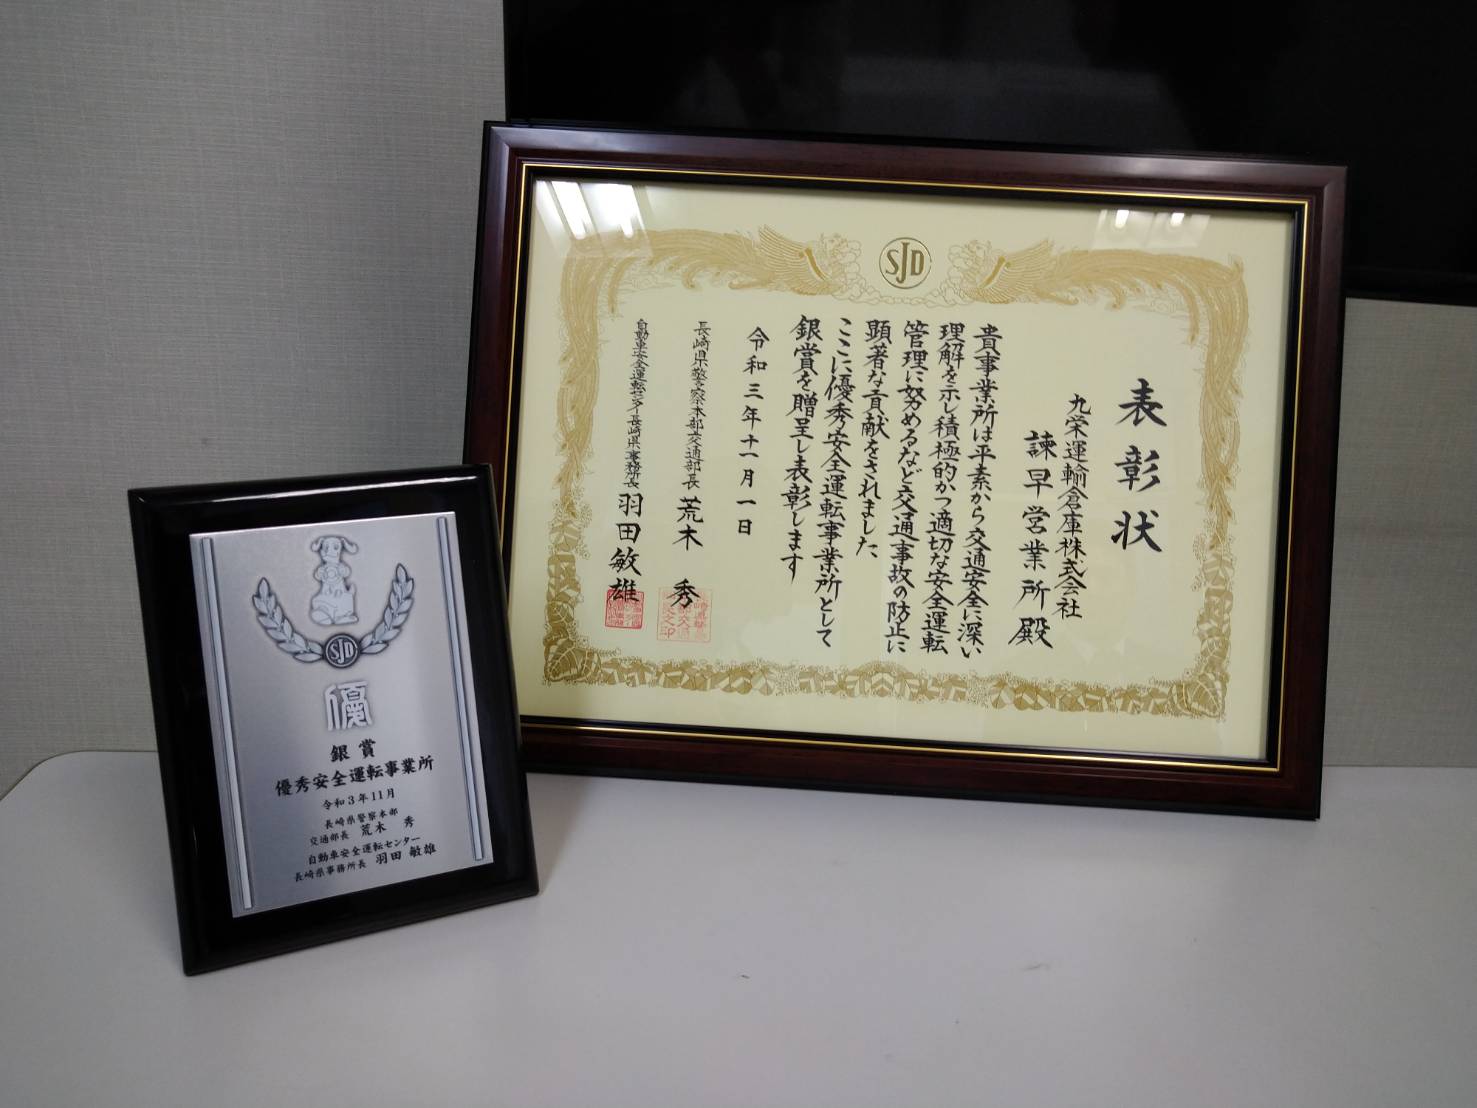 SJD
表彰状
九栄運輸倉庫株式会社
諫早営業所殿
貴事業所は平素から交通安全に深い
理解を示し積極的かつ適切な安全運転
管理に努めるなど交通事故の防止に
顕著な貢献をされました
ここに優秀安全運転事業所として
銀賞を贈呈し表彰します
令和三年十一月一日
長崎県警察本部交通部長 荒木 秀
自動車安全運転センター長崎県事務所長 羽田敏雄
SJD
優
銀賞
優秀安全運転事業所
令和3年11月
長崎県警察本部
交通部長 荒木 秀
自動車安全運転センター
長崎県事務所長 羽田 敏雄